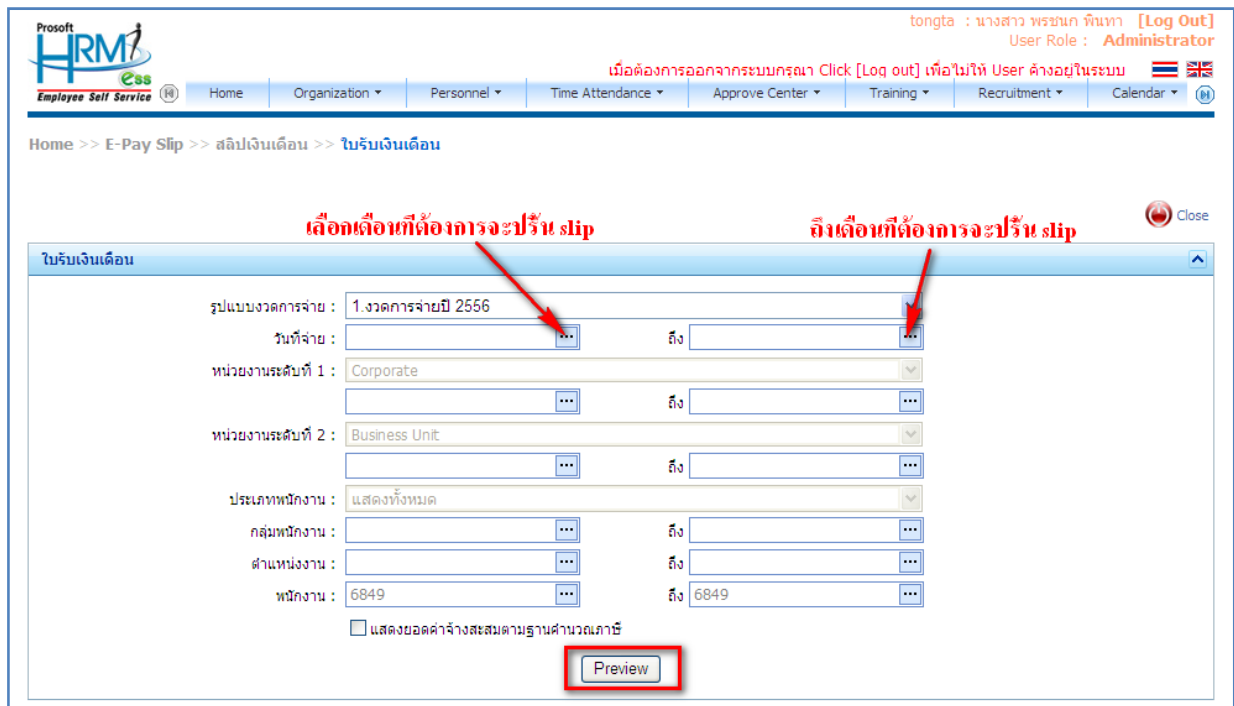 tongta : นางสาว พรชนก พินทา [Log Out]
User Role : Administrator
Prosoft
HRMi
ess
Employee Self Service
เมื่อต้องการออกจากระบบกรุณา Click [Log out] เพื่อไม่ให้ User ค้างอยู่ในระบบ
Home Organization Personnel Time Attendance Approve Center Training Recruitment Calendar
Home >> E-Pay Slip >> สลิปเงินเดือน >> ใบรับเงินเดือน
Close
เลือกเดือนที่ต้องการจะปริ้น slip ถึงเดือนที่ต้องการจะปริ้น slip
ใบรับเงินเดือน
รูปแบบงวดการจ่าย : 1.งวดการจ่ายปี 2556
วันที่จ่าย : ... ถึง ...
หน่วยงานระดับที่ 1 : Corporate
... ถึง ...
หน่วยงานระดับที่ 2 : Business Unit
... ถึง ...
ประเภทพนักงาน : แสดงทั้งหมด
กลุ่มพนักงาน : ... ถึง ...
ตำแหน่งงาน : ... ถึง ...
พนักงาน : 6849 ... ถึง 6849 ...
แสดงยอดค่าจ้างสะสมตามฐานคำนวณภาษี
Preview